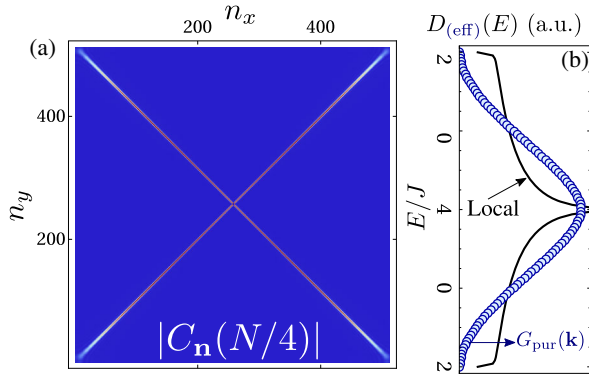 n_x
200 400
(a)
400
n_y
200
|C_n(N/4)|
D_(eff)(E) (a.u.)
(b)
2
0
4
0
2
E/J
Local
G_pur(k)